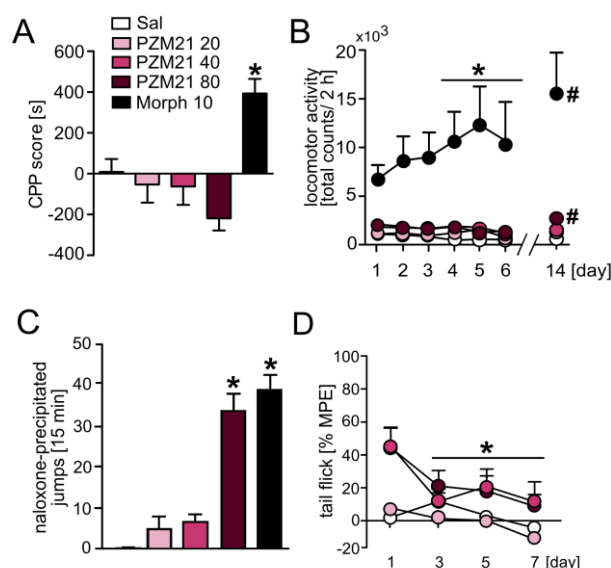 A
Sal
PZM21 20
PZM21 40
PZM21 80
Morph 10
CPP score [s]
600
400
200
0
-200
-400
*
B
×10³
locomotor activity
[total counts/ 2 h]
20
15
10
5
0
*
#
#
1 2 3 4 5 6 14 [day]
C
naloxone-precipitated
jumps [15 min]
50
40
30
20
10
0
*
*
D
tail flick [% MPE]
100
80
60
40
20
0
-20
*
1 3 5 7 [day]